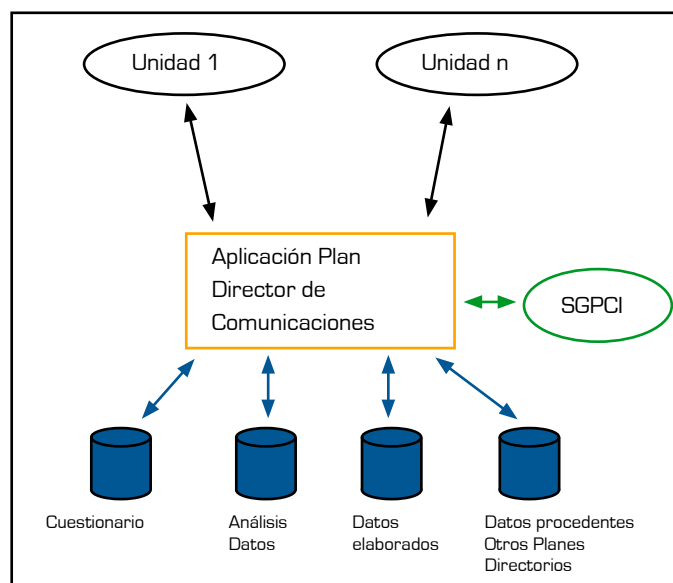 Unidad 1
Unidad n
Aplicación Plan
Director de
Comunicaciones
SGPCI
Cuestionario
Análisis
Datos
Datos
elaborados
Datos procedentes
Otros Planes
Directorios